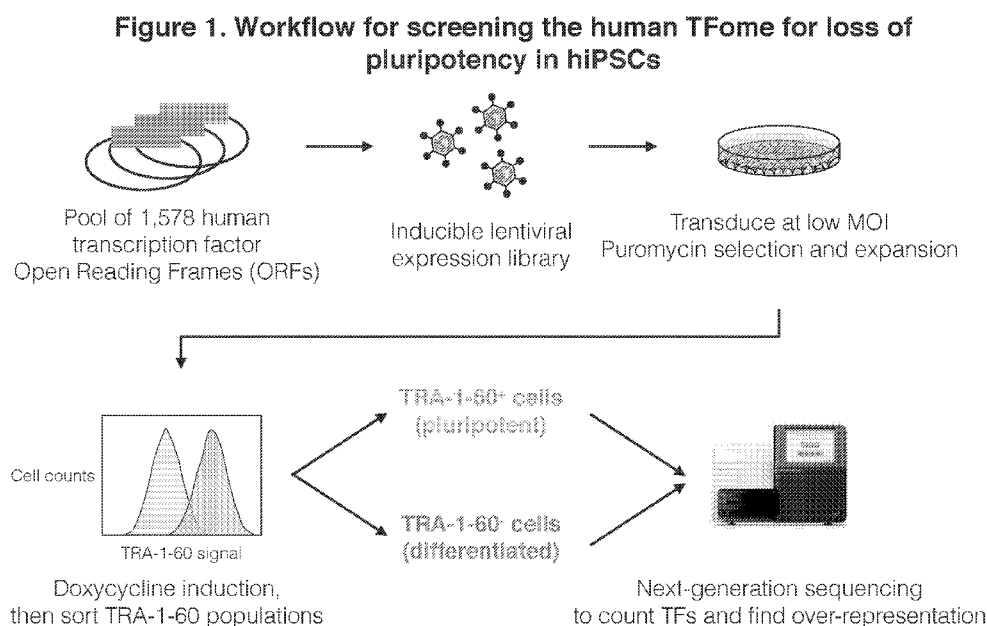 Figure 1. Workflow for screening the human TFome for loss of
pluripotency in hiPSCs
Pool of 1,578 human
transcription factor
Open Reading Frames (ORFs)
Inducible lentiviral
expression library
Transduce at low MOI
Puromycin selection and expansion
Cell counts
TRA-1-60 signal
Doxycycline induction,
then sort TRA-1-60 populations
TRA-1-60⁺ cells
(pluripotent)
TRA-1-60⁻ cells
(differentiated)
Next-generation sequencing
to count TFs and find over-representation